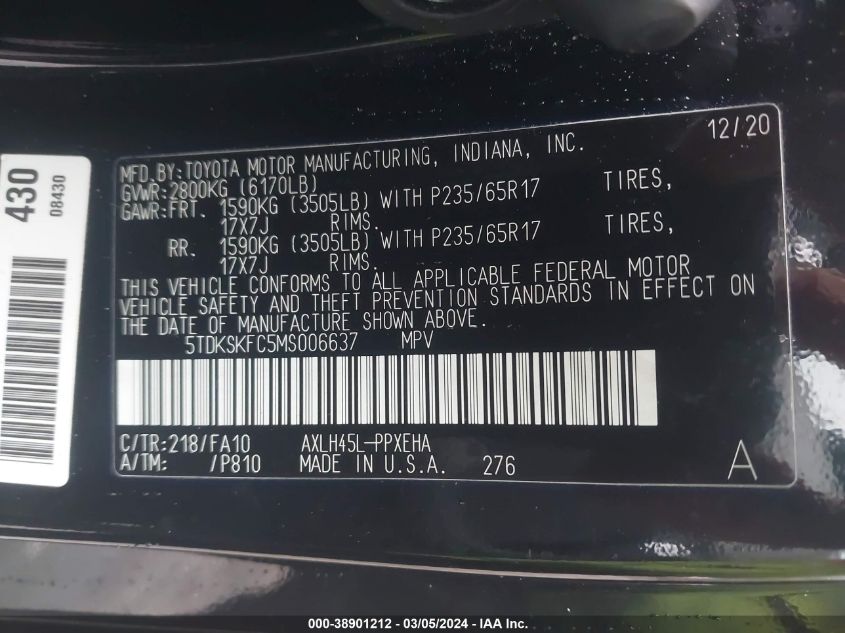 430
08430
12/20
MFD.BY:TOYOTA MOTOR MANUFACTURING, INDIANA, INC.
GVWR:2800KG (6170LB)
GAWR:FRT. 1590KG (3505LB) WITH P235/65R17 TIRES,
17X7J RIMS.
RR. 1590KG (3505LB) WITH P235/65R17 TIRES,
17X7J RIMS.
THIS VEHICLE CONFORMS TO ALL APPLICABLE FEDERAL MOTOR
VEHICLE SAFETY AND THEFT PREVENTION STANDARDS IN EFFECT ON
THE DATE OF MANUFACTURE SHOWN ABOVE.
5TDKSKFC5MS006637 MPV
C/TR:218/FA10 AXLH45L-PPXEHA
A/TM: /P810 MADE IN U.S.A. 276
A
000-38901212 - 03/05/2024 - IAA Inc.